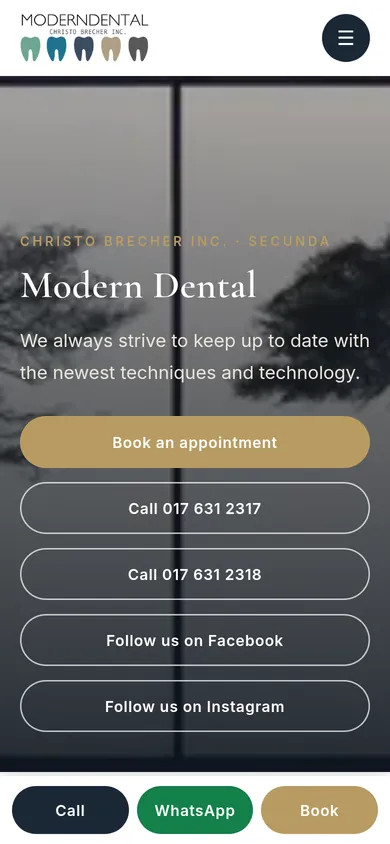 MODERNDENTAL
CHRISTO BRECHER INC.
☰
CHRISTO BRECHER INC. · SECUNDA
Modern Dental
We always strive to keep up to date with
the newest techniques and technology.
Book an appointment
Call 017 631 2317
Call 017 631 2318
Follow us on Facebook
Follow us on Instagram
Call WhatsApp Book